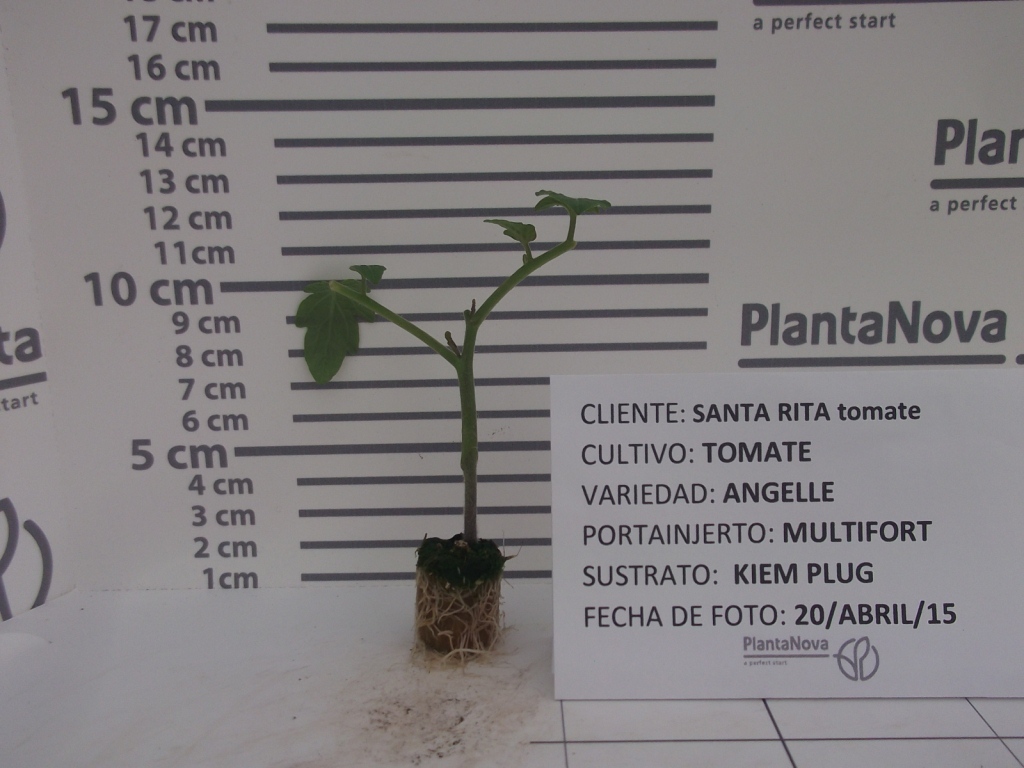 17 cm
a perfect start
16 cm
15 cm
14 cm
13 cm
12 cm
11cm
a perfect
10 cm
9 cm
PlantaNova
8 cm
7 cm
6 cm
5 cm
4 cm
3 cm
2 cm
1cm
CLIENTE: SANTA RITA tomate
CULTIVO: TOMATE
VARIEDAD: ANGELLE
PORTAINJERTO: MULTIFORT
SUSTRATO: KIEM PLUG
FECHA DE FOTO: 20/ABRIL/15
PlantaNova
a perfect start